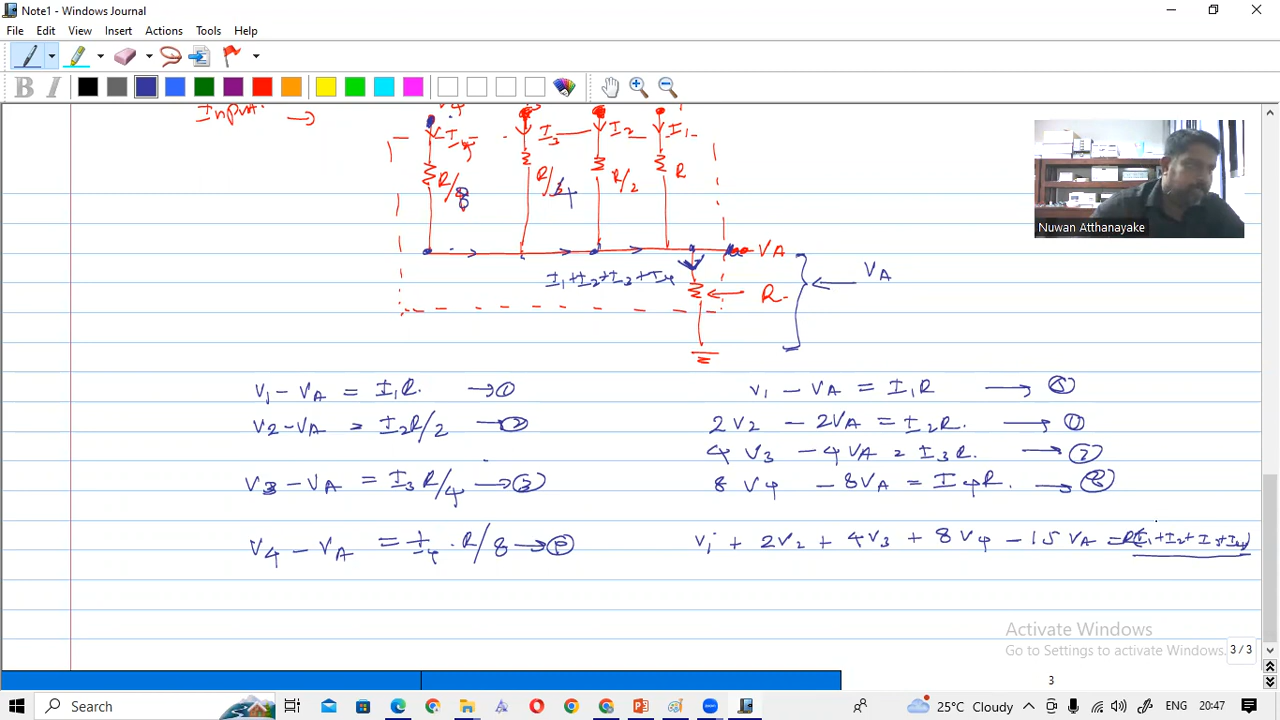 Note1 - Windows Journal
File Edit View Insert Actions Tools Help
B I
Input. →
V4
I4 I3 I2 I1
R/8 R/4 R/2 R
VA
I1+I2+I3+I4
R
VA
Nuwan Atthanayake
V1 - VA = I1R. → ①
V2 - VA = I2R/2 → ②
V3 - VA = I3R/4 → ③
V4 - VA = I4 . R/8 → ④
V1 - VA = I1R → ⑤
2V2 - 2VA = I2R. →
4V3 - 4VA = I3R. → ⑦
8V4 - 8VA = I4R. → ⑧
V1 + 2V2 + 4V3 + 8V4 - 15VA = R(I1+I2+I3+I4)
Activate Windows
Go to Settings to activate Windows.
3 / 3
3
Search
25°C Cloudy
ENG
20:47